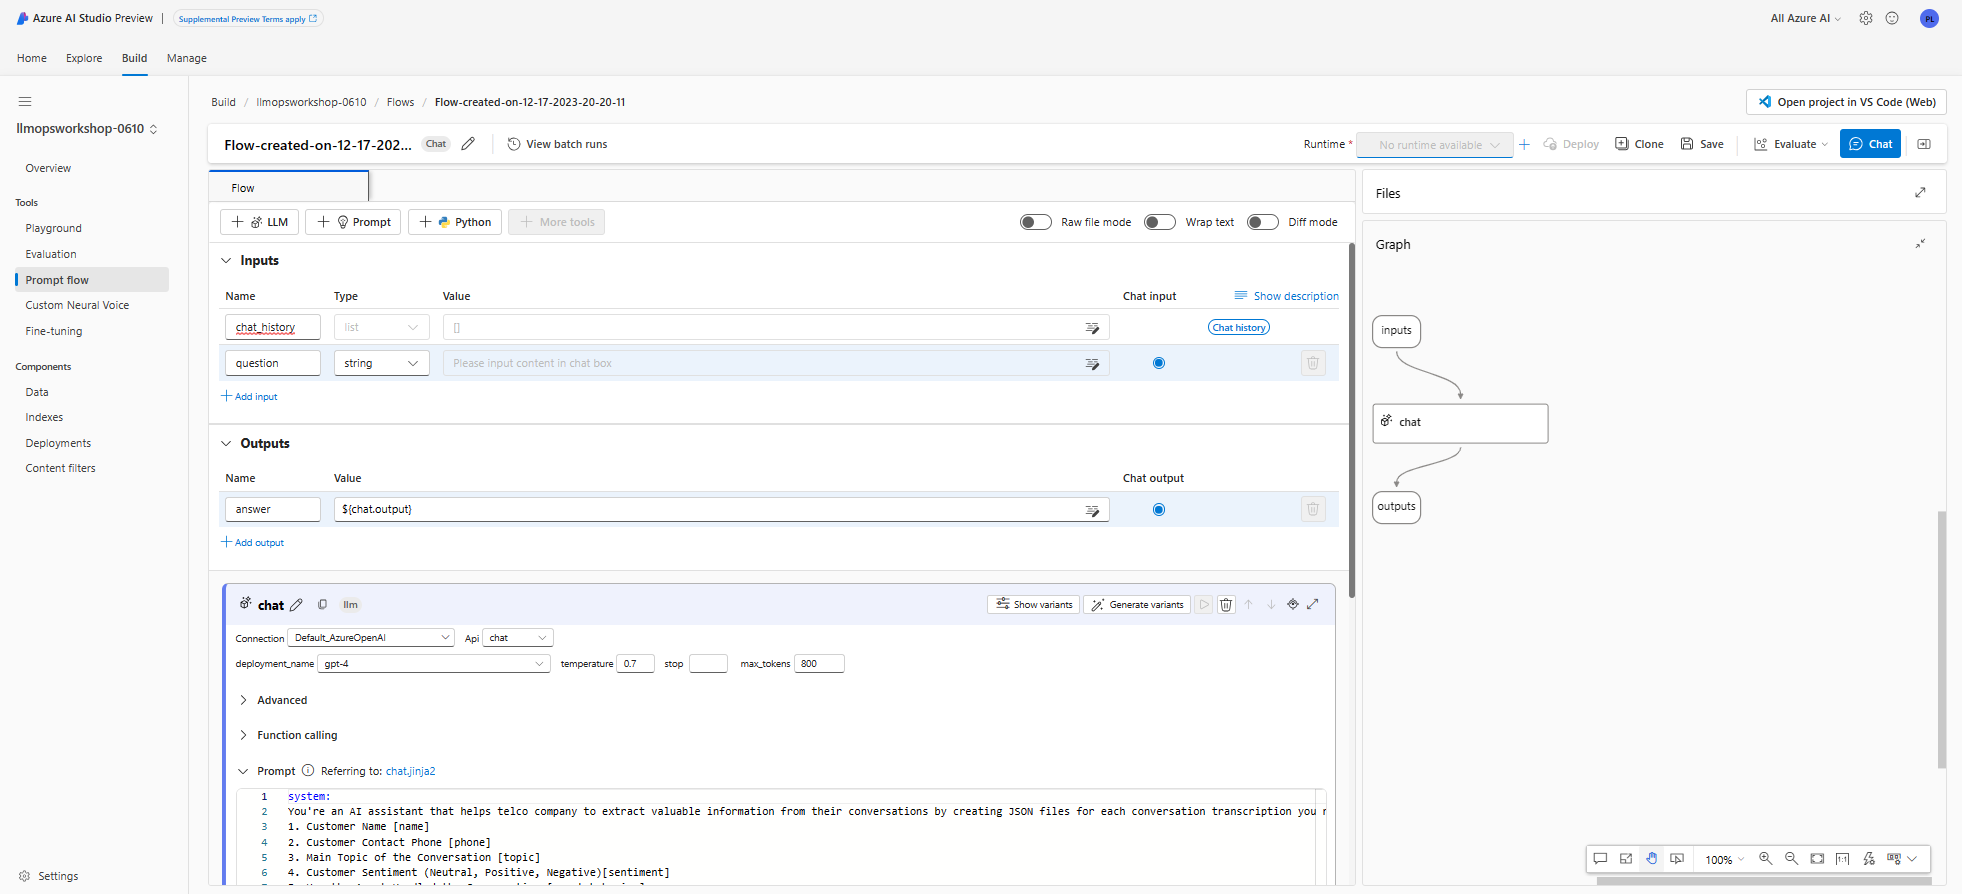 Azure AI Studio Preview | Supplemental Preview Terms apply
All Azure AI
PL
Home Explore Build Manage
llmopsworkshop-0610
Overview
Tools
Playground
Evaluation
Prompt flow
Custom Neural Voice
Fine-tuning
Components
Data
Indexes
Deployments
Content filters
Settings
Build / llmopsworkshop-0610 / Flows / Flow-created-on-12-17-2023-20-20-11
Open project in VS Code (Web)
Flow-created-on-12-17-202... Chat View batch runs
Runtime * No runtime available Deploy Clone Save Evaluate Chat
Flow
LLM Prompt Python More tools
Raw file mode Wrap text Diff mode
Inputs
Name Type Value Chat input Show description
chat_history list [] Chat history
question string Please input content in chat box
Add input
Outputs
Name Value Chat output
answer ${chat.output}
Add output
chat llm Show variants Generate variants
Connection Default_AzureOpenAI Api chat
deployment_name gpt-4 temperature 0.7 stop max_tokens 800
Advanced
Function calling
Prompt Referring to: chat.jinja2
1 system:
2 You're an AI assistant that helps telco company to extract valuable information from their conversations by creating JSON files for each conversation transcription you
3 1. Customer Name [name]
4 2. Customer Contact Phone [phone]
5 3. Main Topic of the Conversation [topic]
6 4. Customer Sentiment (Neutral, Positive, Negative)[sentiment]
Files
Graph
inputs
chat
outputs
100%
1:1